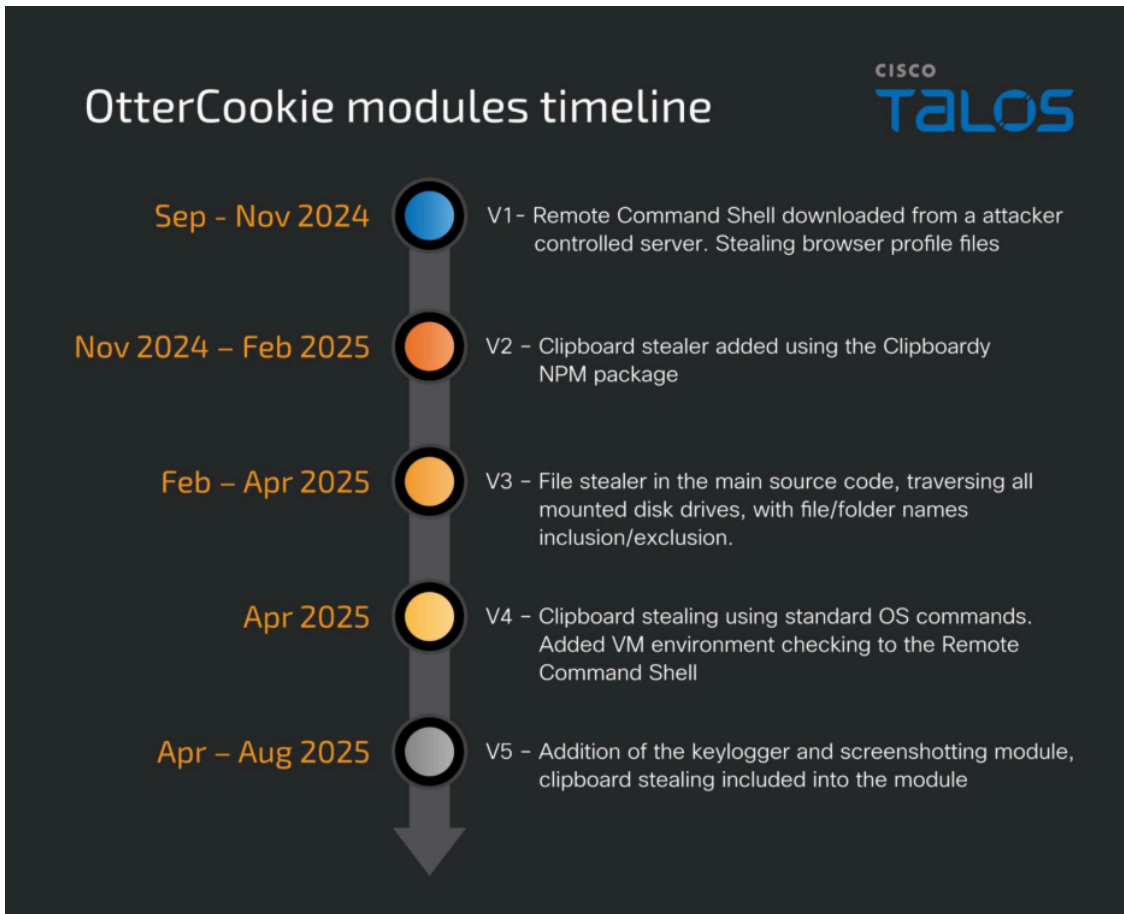 CISCO
TALOS
OtterCookie modules timeline
Sep - Nov 2024
V1- Remote Command Shell downloaded from a attacker
controlled server. Stealing browser profile files
Nov 2024 – Feb 2025
V2 – Clipboard stealer added using the Clipboardy
NPM package
Feb – Apr 2025
V3 – File stealer in the main source code, traversing all
mounted disk drives, with file/folder names
inclusion/exclusion.
Apr 2025
V4 – Clipboard stealing using standard OS commands.
Added VM environment checking to the Remote
Command Shell
Apr – Aug 2025
V5 – Addition of the keylogger and screenshotting module,
clipboard stealing included into the module